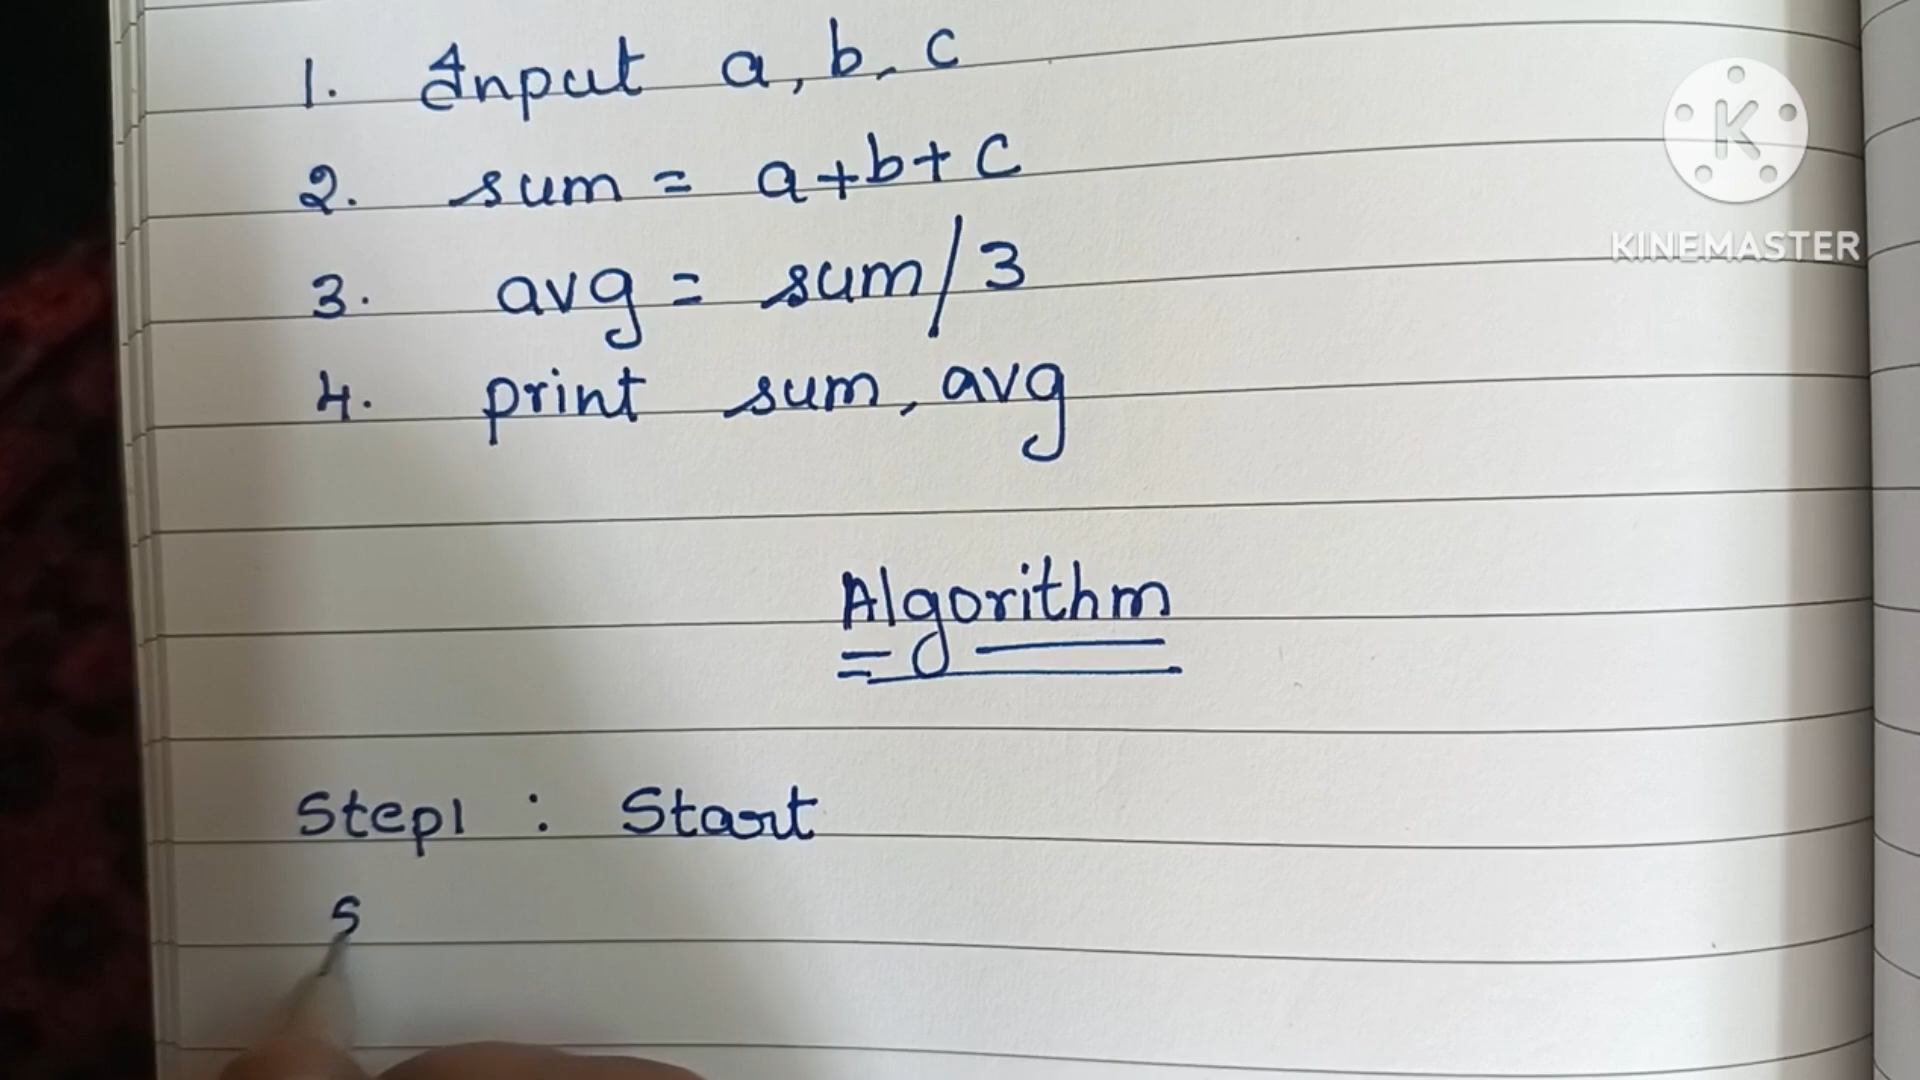 1. Input a, b, c
2. sum = a+b+c
3. avg = sum/3
4. print sum, avg
K
KINEMASTER
Algorithm
Step1 : Start
S